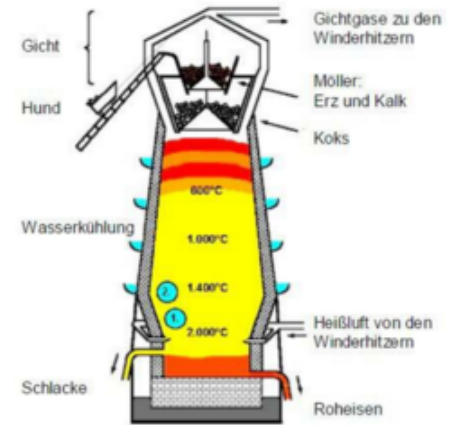 Gichtgase zu den
Winderhitzern
Gicht
Möller:
Erz und Kalk
Hund
Koks
600°C
Wasserkühlung
1.000°C
2.
1.400°C
1.
2.000°C
Heißluft von den
Winderhitzern
Schlacke
Roheisen